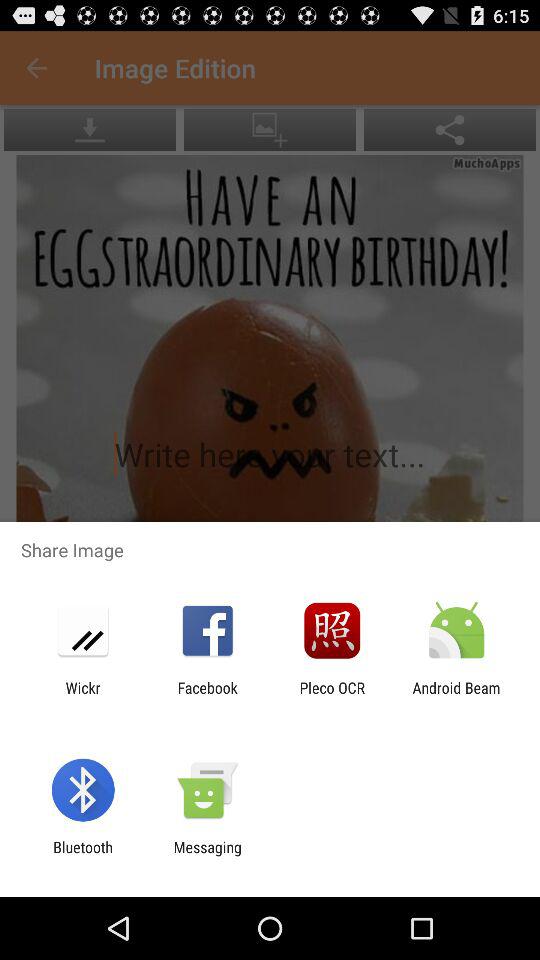 6:15
Image Edition
MuchoApps
HAVE AN
EGGSTRAORDINARY BIRTHDAY!
Write here your text...
Share Image
Wickr
Facebook
照
Pleco OCR
Android Beam
Bluetooth
Messaging